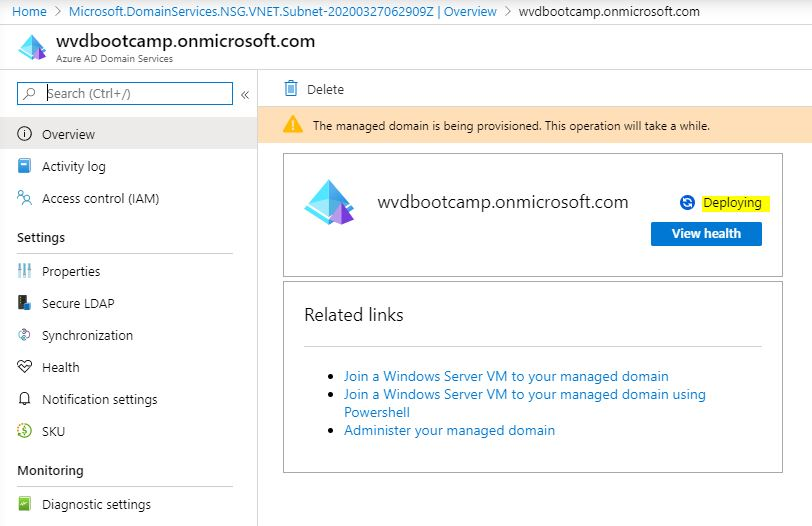 Home > Microsoft.DomainServices.NSG.VNET.Subnet-20200327062909Z | Overview > wvdbootcamp.onmicrosoft.com
wvdbootcamp.onmicrosoft.com
Azure AD Domain Services
Search (Ctrl+/)
«
Overview
Activity log
Access control (IAM)
Settings
Properties
Secure LDAP
Synchronization
Health
Notification settings
SKU
Monitoring
Diagnostic settings
Delete
The managed domain is being provisioned. This operation will take a while.
wvdbootcamp.onmicrosoft.com
Deploying
View health
Related links
Join a Windows Server VM to your managed domain
Join a Windows Server VM to your managed domain using
Powershell
Administer your managed domain